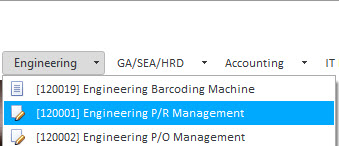 Engineering GA/SEA/HRD Accounting IT
[120019] Engineering Barcoding Machine
[120001] Engineering P/R Management
[120002] Engineering P/O Management